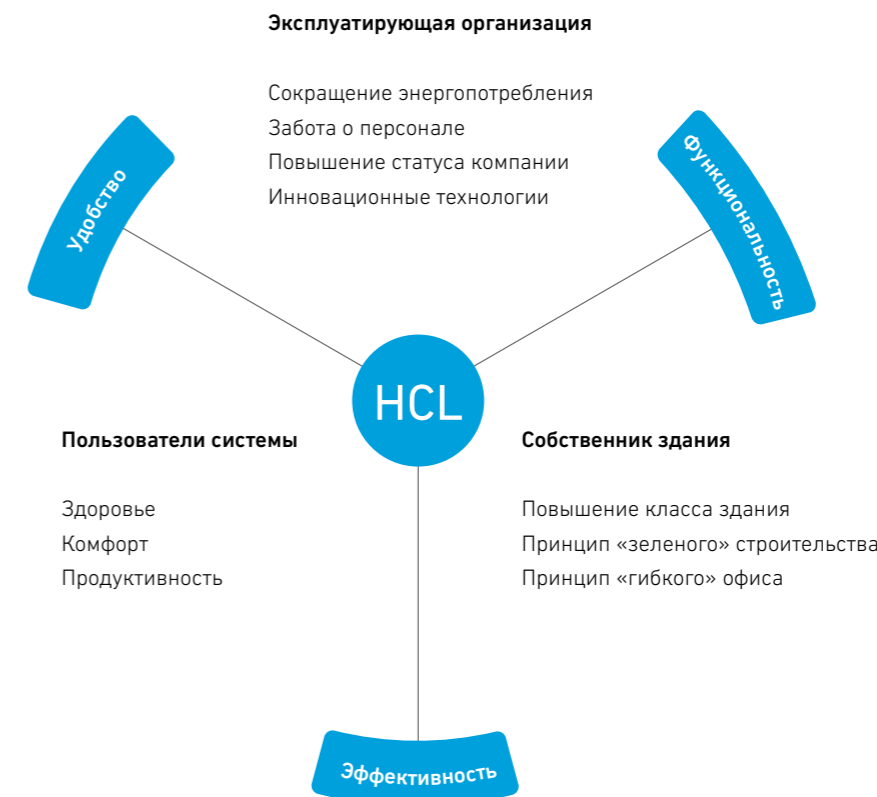 Эксплуатирующая организация
Сокращение энергопотребления
Забота о персонале
Повышение статуса компании
Инновационные технологии
Удобство
Функциональность
HCL
Пользователи системы
Здоровье
Комфорт
Продуктивность
Собственник здания
Повышение класса здания
Принцип «зеленого» строительства
Принцип «гибкого» офиса
Эффективность